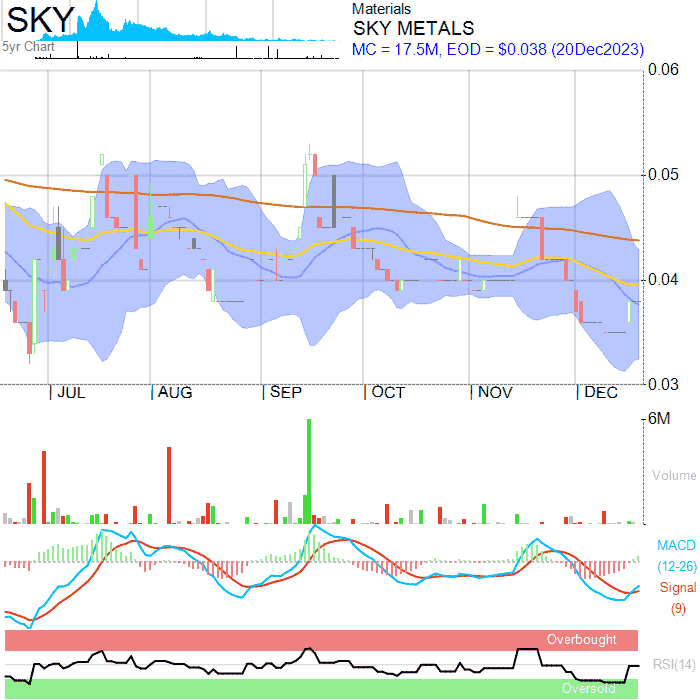 SKY
5yr Chart
Materials
SKY METALS
MC = 17.5M, EOD = $0.038 (20Dec2023)
0.06
0.05
0.04
0.03
JUL AUG SEP OCT NOV DEC
6M
Volume
MACD
(12-26)
Signal
(9)
Overbought
RSI(14)
Oversold